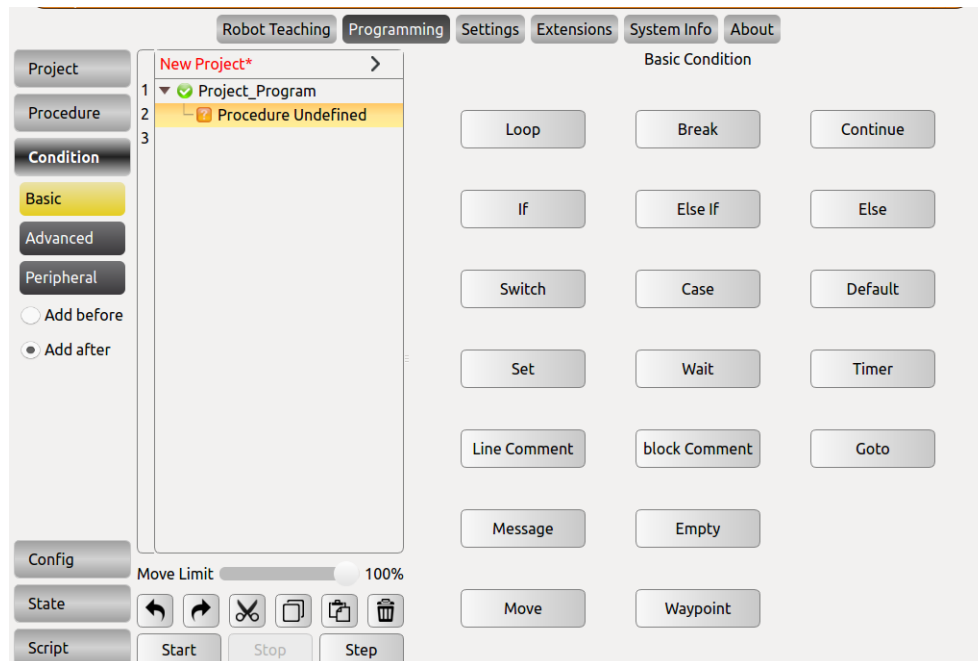 Robot Teaching Programming Settings Extensions System Info About
Project
Procedure
Condition
Basic
Advanced
Peripheral
Add before
Add after
Config
State
Script
New Project* >
1 Project_Program
2 ? Procedure Undefined
3
Move Limit 100%
Start Stop Step
Basic Condition
Loop Break Continue
If Else If Else
Switch Case Default
Set Wait Timer
Line Comment block Comment Goto
Message Empty
Move Waypoint